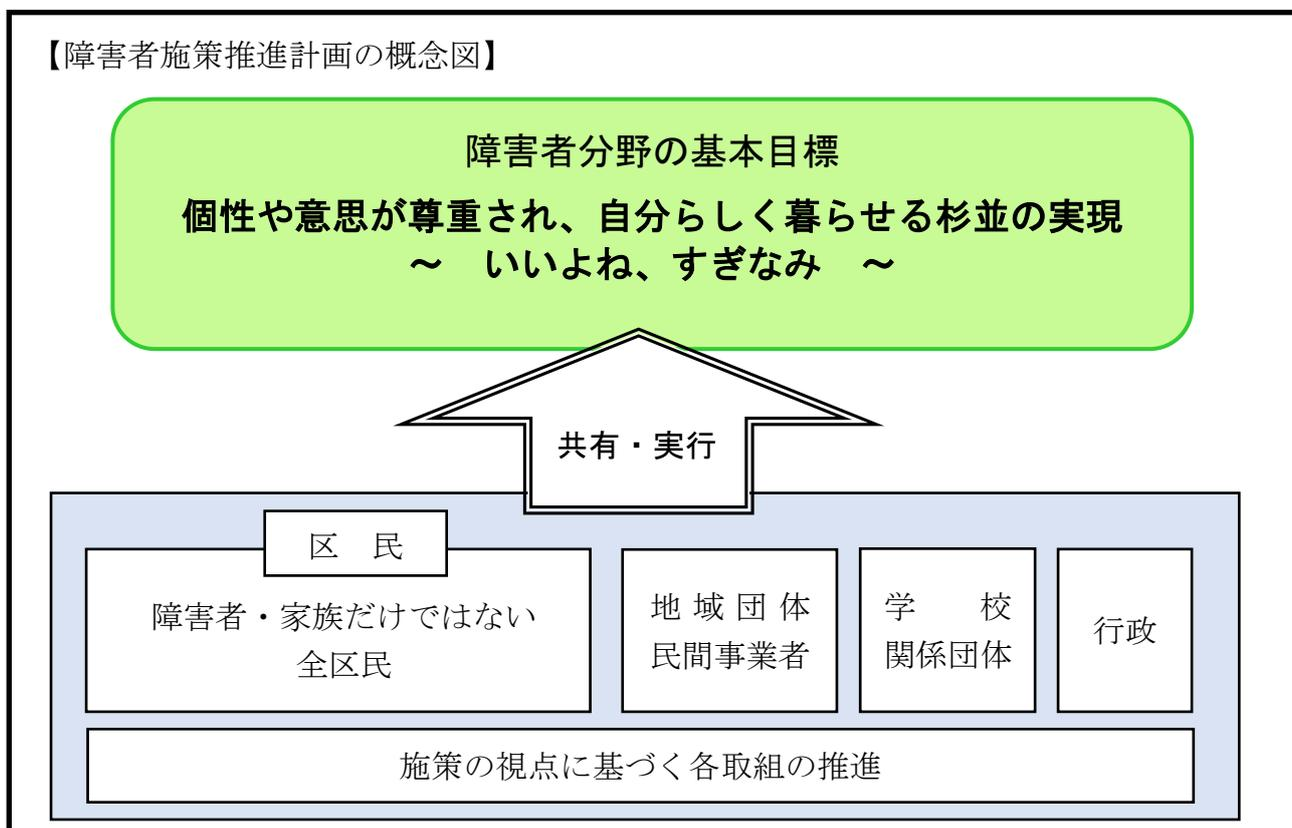 【障害者施策推進計画の概念図】
障害者分野の基本目標
個性や意思が尊重され、自分らしく暮らせる杉並の実現
～　いいよね、すぎなみ　～
共有・実行
区　民
障害者・家族だけではない
全区民
地 域 団 体
民間事業者
学　　校
関係団体
行政
施策の視点に基づく各取組の推進